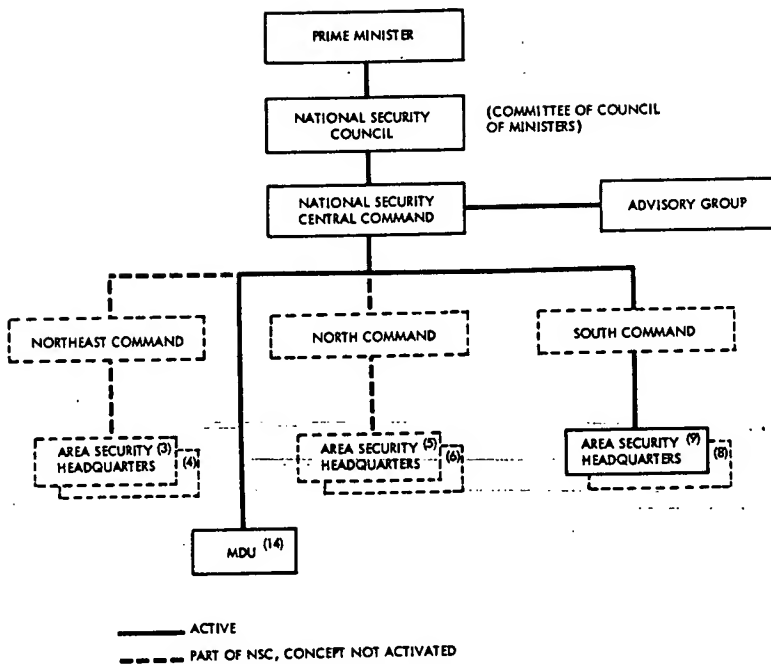 PRIME MINISTER
NATIONAL SECURITY
COUNCIL
(COMMITTEE OF COUNCIL
OF MINISTERS)
NATIONAL SECURITY
CENTRAL COMMAND
ADVISORY GROUP
NORTHEAST COMMAND
NORTH COMMAND
SOUTH COMMAND
AREA SECURITY (3)
HEADQUARTERS (4)
AREA SECURITY (5)
HEADQUARTERS (6)
AREA SECURITY (9)
HEADQUARTERS (8)
MDU (14)
ACTIVE
PART OF NSC, CONCEPT NOT ACTIVATED